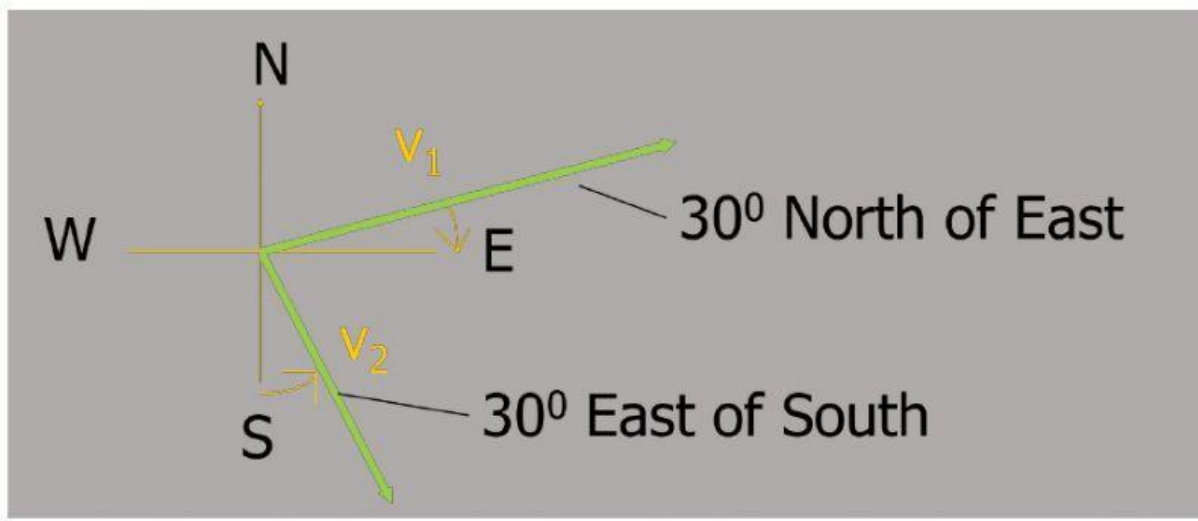 N
V₁
30⁰ North of East
W
E
V₂
30⁰ East of South
S